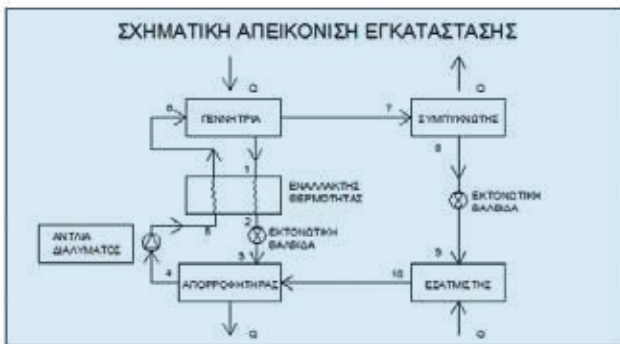 ΣΧΗΜΑΤΙΚΗ ΑΠΕΙΚΟΝΙΣΗ ΕΓΚΑΤΑΣΤΑΣΗΣ
Q
Q
6
7
ΓΕΝΝΗΤΡΙΑ
ΣΥΜΠΥΚΝΩΤΗΣ
8
1
ΕΝΑΛΛΑΚΤΗΣ
ΘΕΡΜΟΤΗΤΑΣ
ΕΚΤΟΝΩΤΙΚΗ
ΒΑΛΒΙΔΑ
2
5
ΑΝΤΛΙΑ
ΔΙΑΛΥΜΑΤΟΣ
ΕΚΤΟΝΩΤΙΚΗ
ΒΑΛΒΙΔΑ
3
9
4
10
ΑΠΟΡΡΟΦΗΤΗΡΑΣ
ΕΞΑΤΜΙΣΤΗΣ
Q
Q